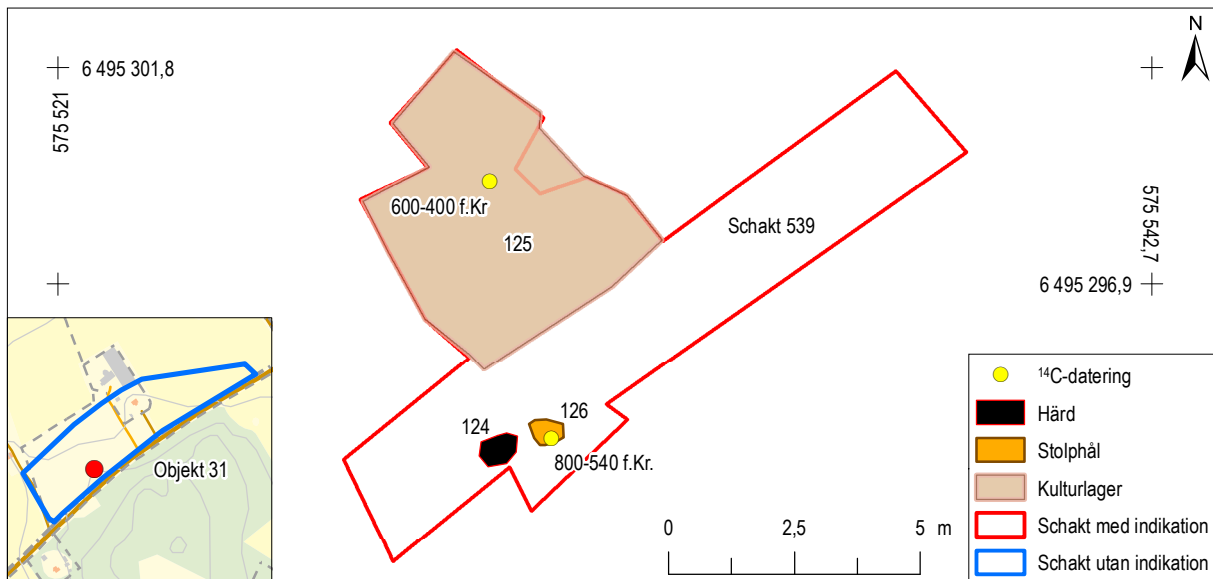 N
6 495 301,8
575 521
600-400 f.Kr
125
Schakt 539
575 542,7
6 495 296,9
124
126
800-540 f.Kr.
Objekt 31
0 2,5 5 m
¹⁴C-datering
Härd
Stolphål
Kulturlager
Schakt med indikation
Schakt utan indikation